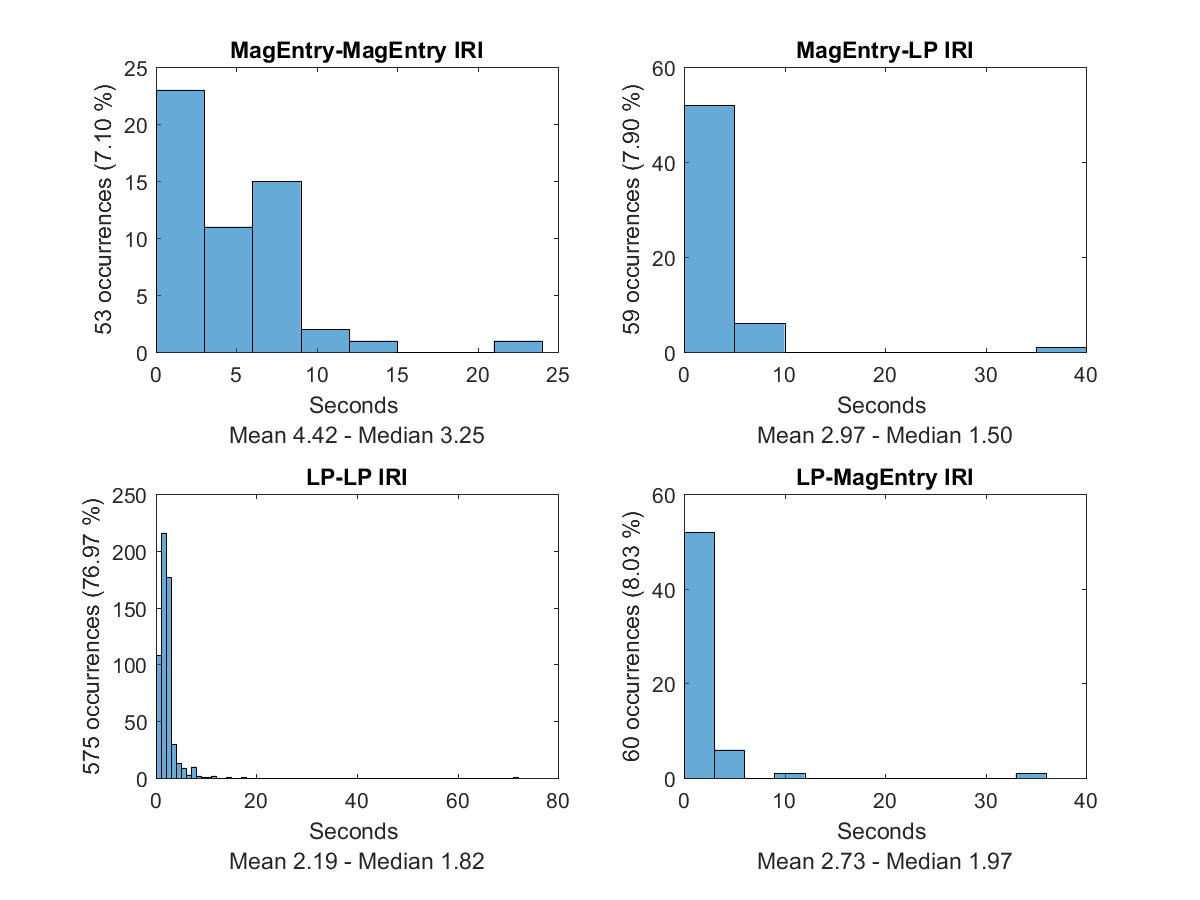 MagEntry-MagEntry IRI
25
20
15
10
5
0
53 occurrences (7.10 %)
0 5 10 15 20 25
Seconds
Mean 4.42 - Median 3.25
MagEntry-LP IRI
60
40
20
0
59 occurrences (7.90 %)
0 10 20 30 40
Seconds
Mean 2.97 - Median 1.50
LP-LP IRI
250
200
150
100
50
0
575 occurrences (76.97 %)
0 20 40 60 80
Seconds
Mean 2.19 - Median 1.82
LP-MagEntry IRI
60
40
20
0
60 occurrences (8.03 %)
0 10 20 30 40
Seconds
Mean 2.73 - Median 1.97